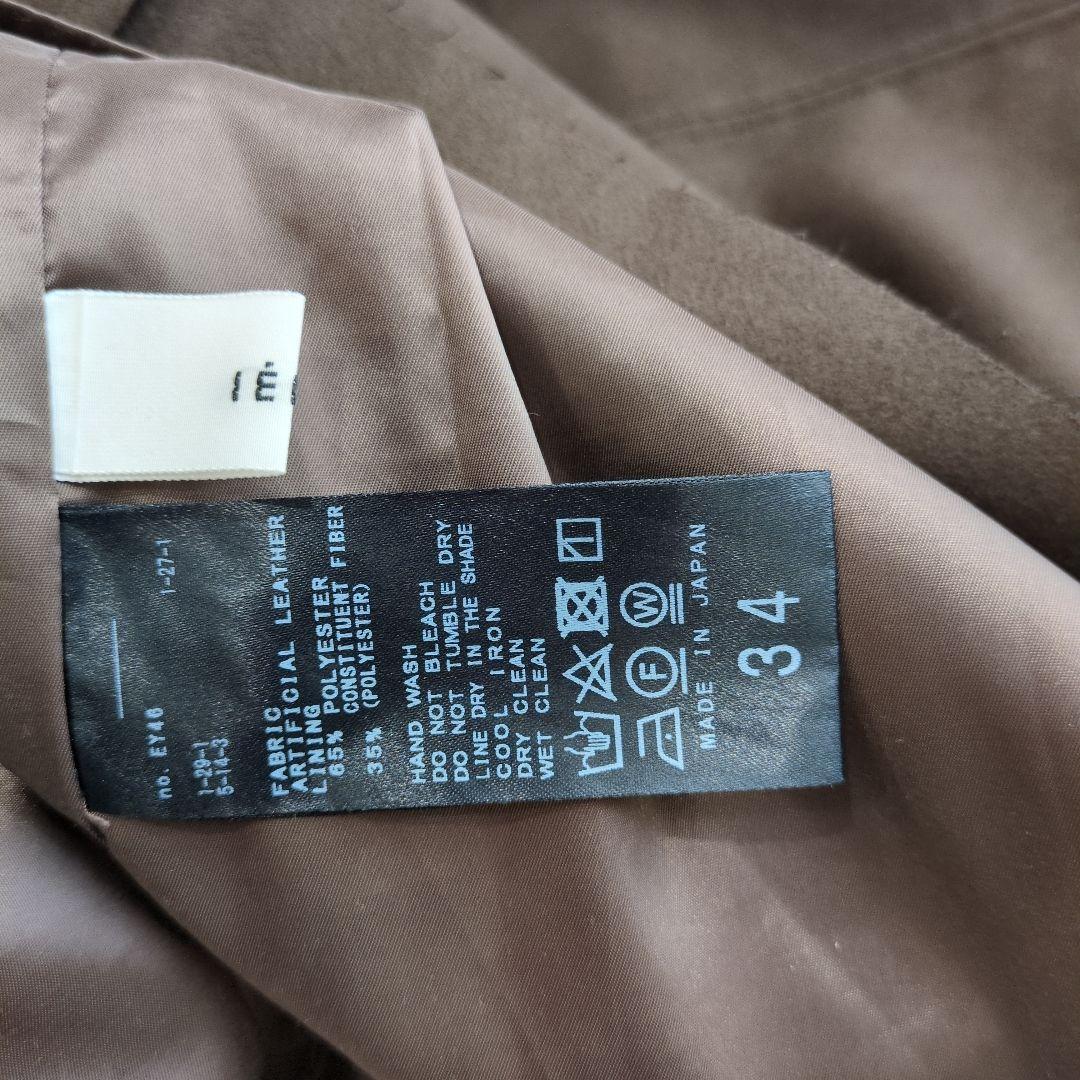 IÉ
no. EY46 1-27-1
1-29-1
5-14-3
FABRIC
ARTIFICIAL LEATHER
LINING
65% POLYESTER
35% CONSTITUENT FIBER
(POLYESTER)
HAND WASH
DO NOT BLEACH
DO NOT TUMBLE DRY
LINE DRY IN THE SHADE
COOL IRON
DRY CLEAN
WET CLEAN
F W
MADE IN JAPAN
34